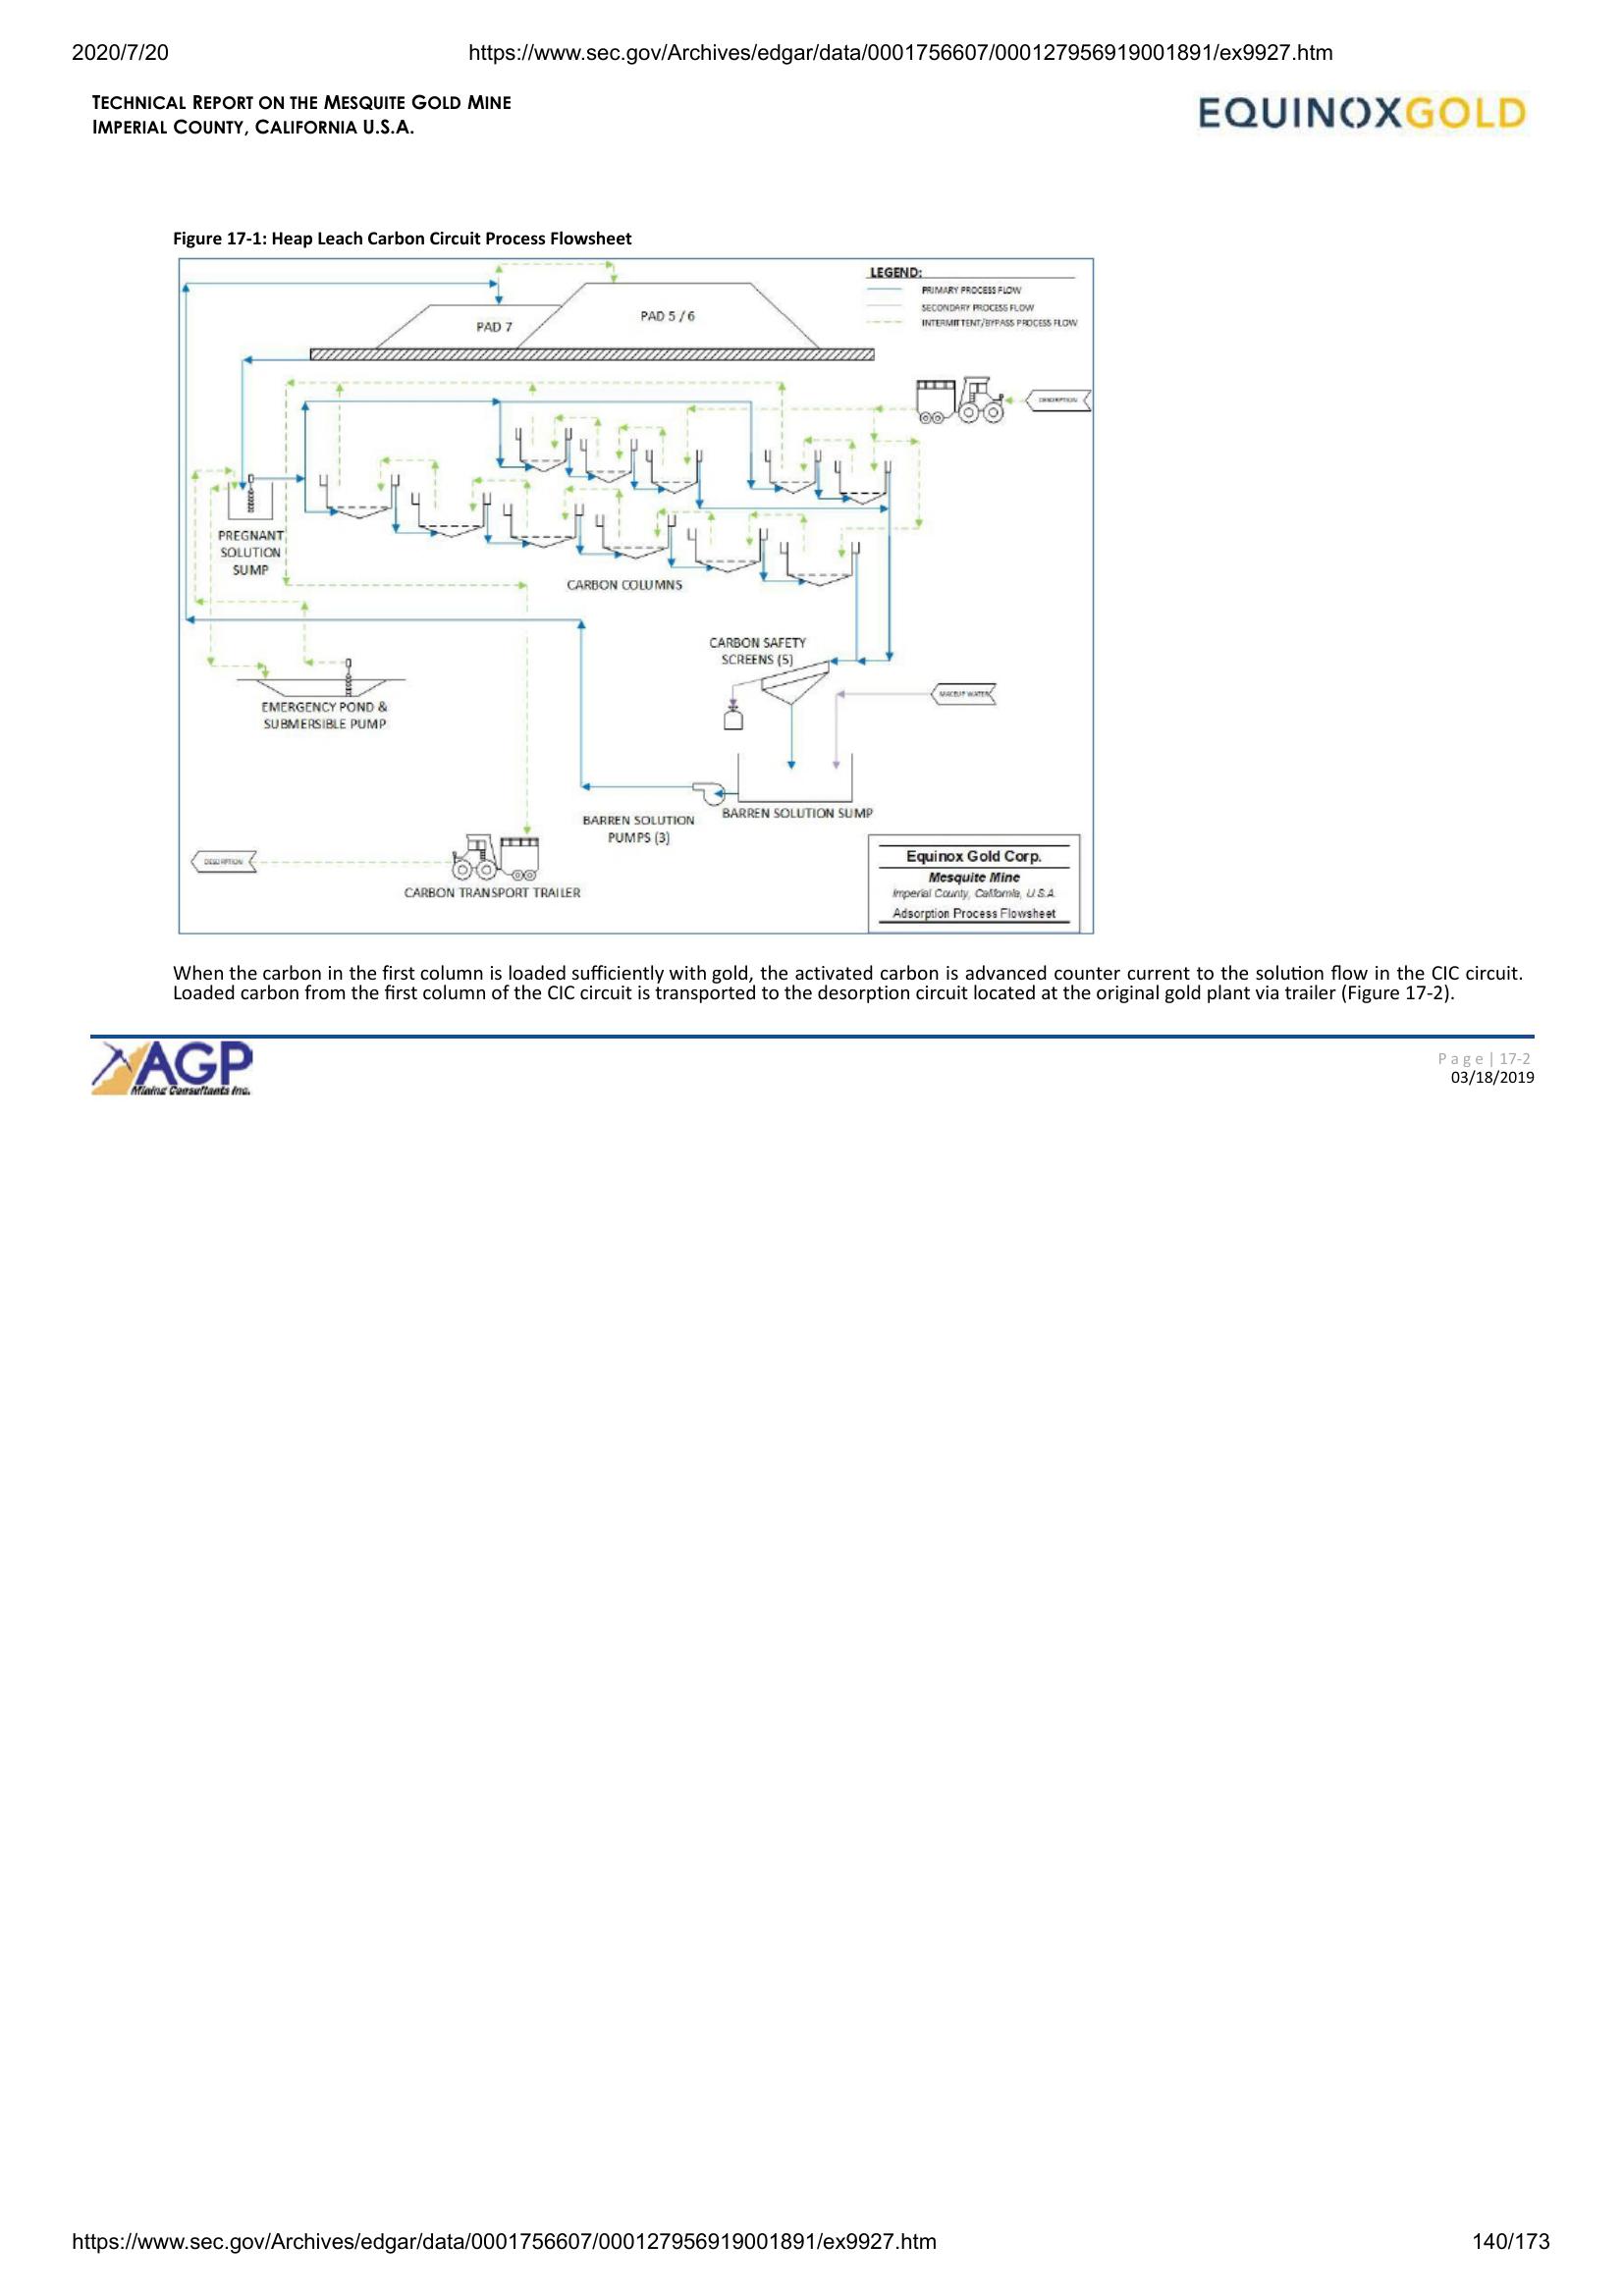 2020/7/20
https://www.sec.gov/Archives/edgar/data/0001756607/000127956919001891/ex9927.htm
TECHNICAL REPORT ON THE MESQUITE GOLD MINE
IMPERIAL COUNTY, CALIFORNIA U.S.A.
EQUINOXGOLD
Figure 17-1: Heap Leach Carbon Circuit Process Flowsheet
LEGEND:
PRIMARY PROCESS FLOW
SECONDARY PROCESS FLOW
INTERMITTENT/BYPASS PROCESS FLOW
PAD 7
PAD 5 / 6
DESORPTION
PREGNANT
SOLUTION
SUMP
CARBON COLUMNS
CARBON SAFETY
SCREENS (5)
MAKEUP WATER
EMERGENCY POND &
SUBMERSIBLE PUMP
BARREN SOLUTION SUMP
BARREN SOLUTION
PUMPS (3)
DESORPTION
CARBON TRANSPORT TRAILER
Equinox Gold Corp.
Mesquite Mine
Imperial County, California, U.S.A.
Adsorption Process Flowsheet
When the carbon in the first column is loaded sufficiently with gold, the activated carbon is advanced counter current to the solution flow in the CIC circuit.
Loaded carbon from the first column of the CIC circuit is transported to the desorption circuit located at the original gold plant via trailer (Figure 17-2).
AGP
Mining Consultants Inc.
Page | 17-2
03/18/2019
https://www.sec.gov/Archives/edgar/data/0001756607/000127956919001891/ex9927.htm
140/173